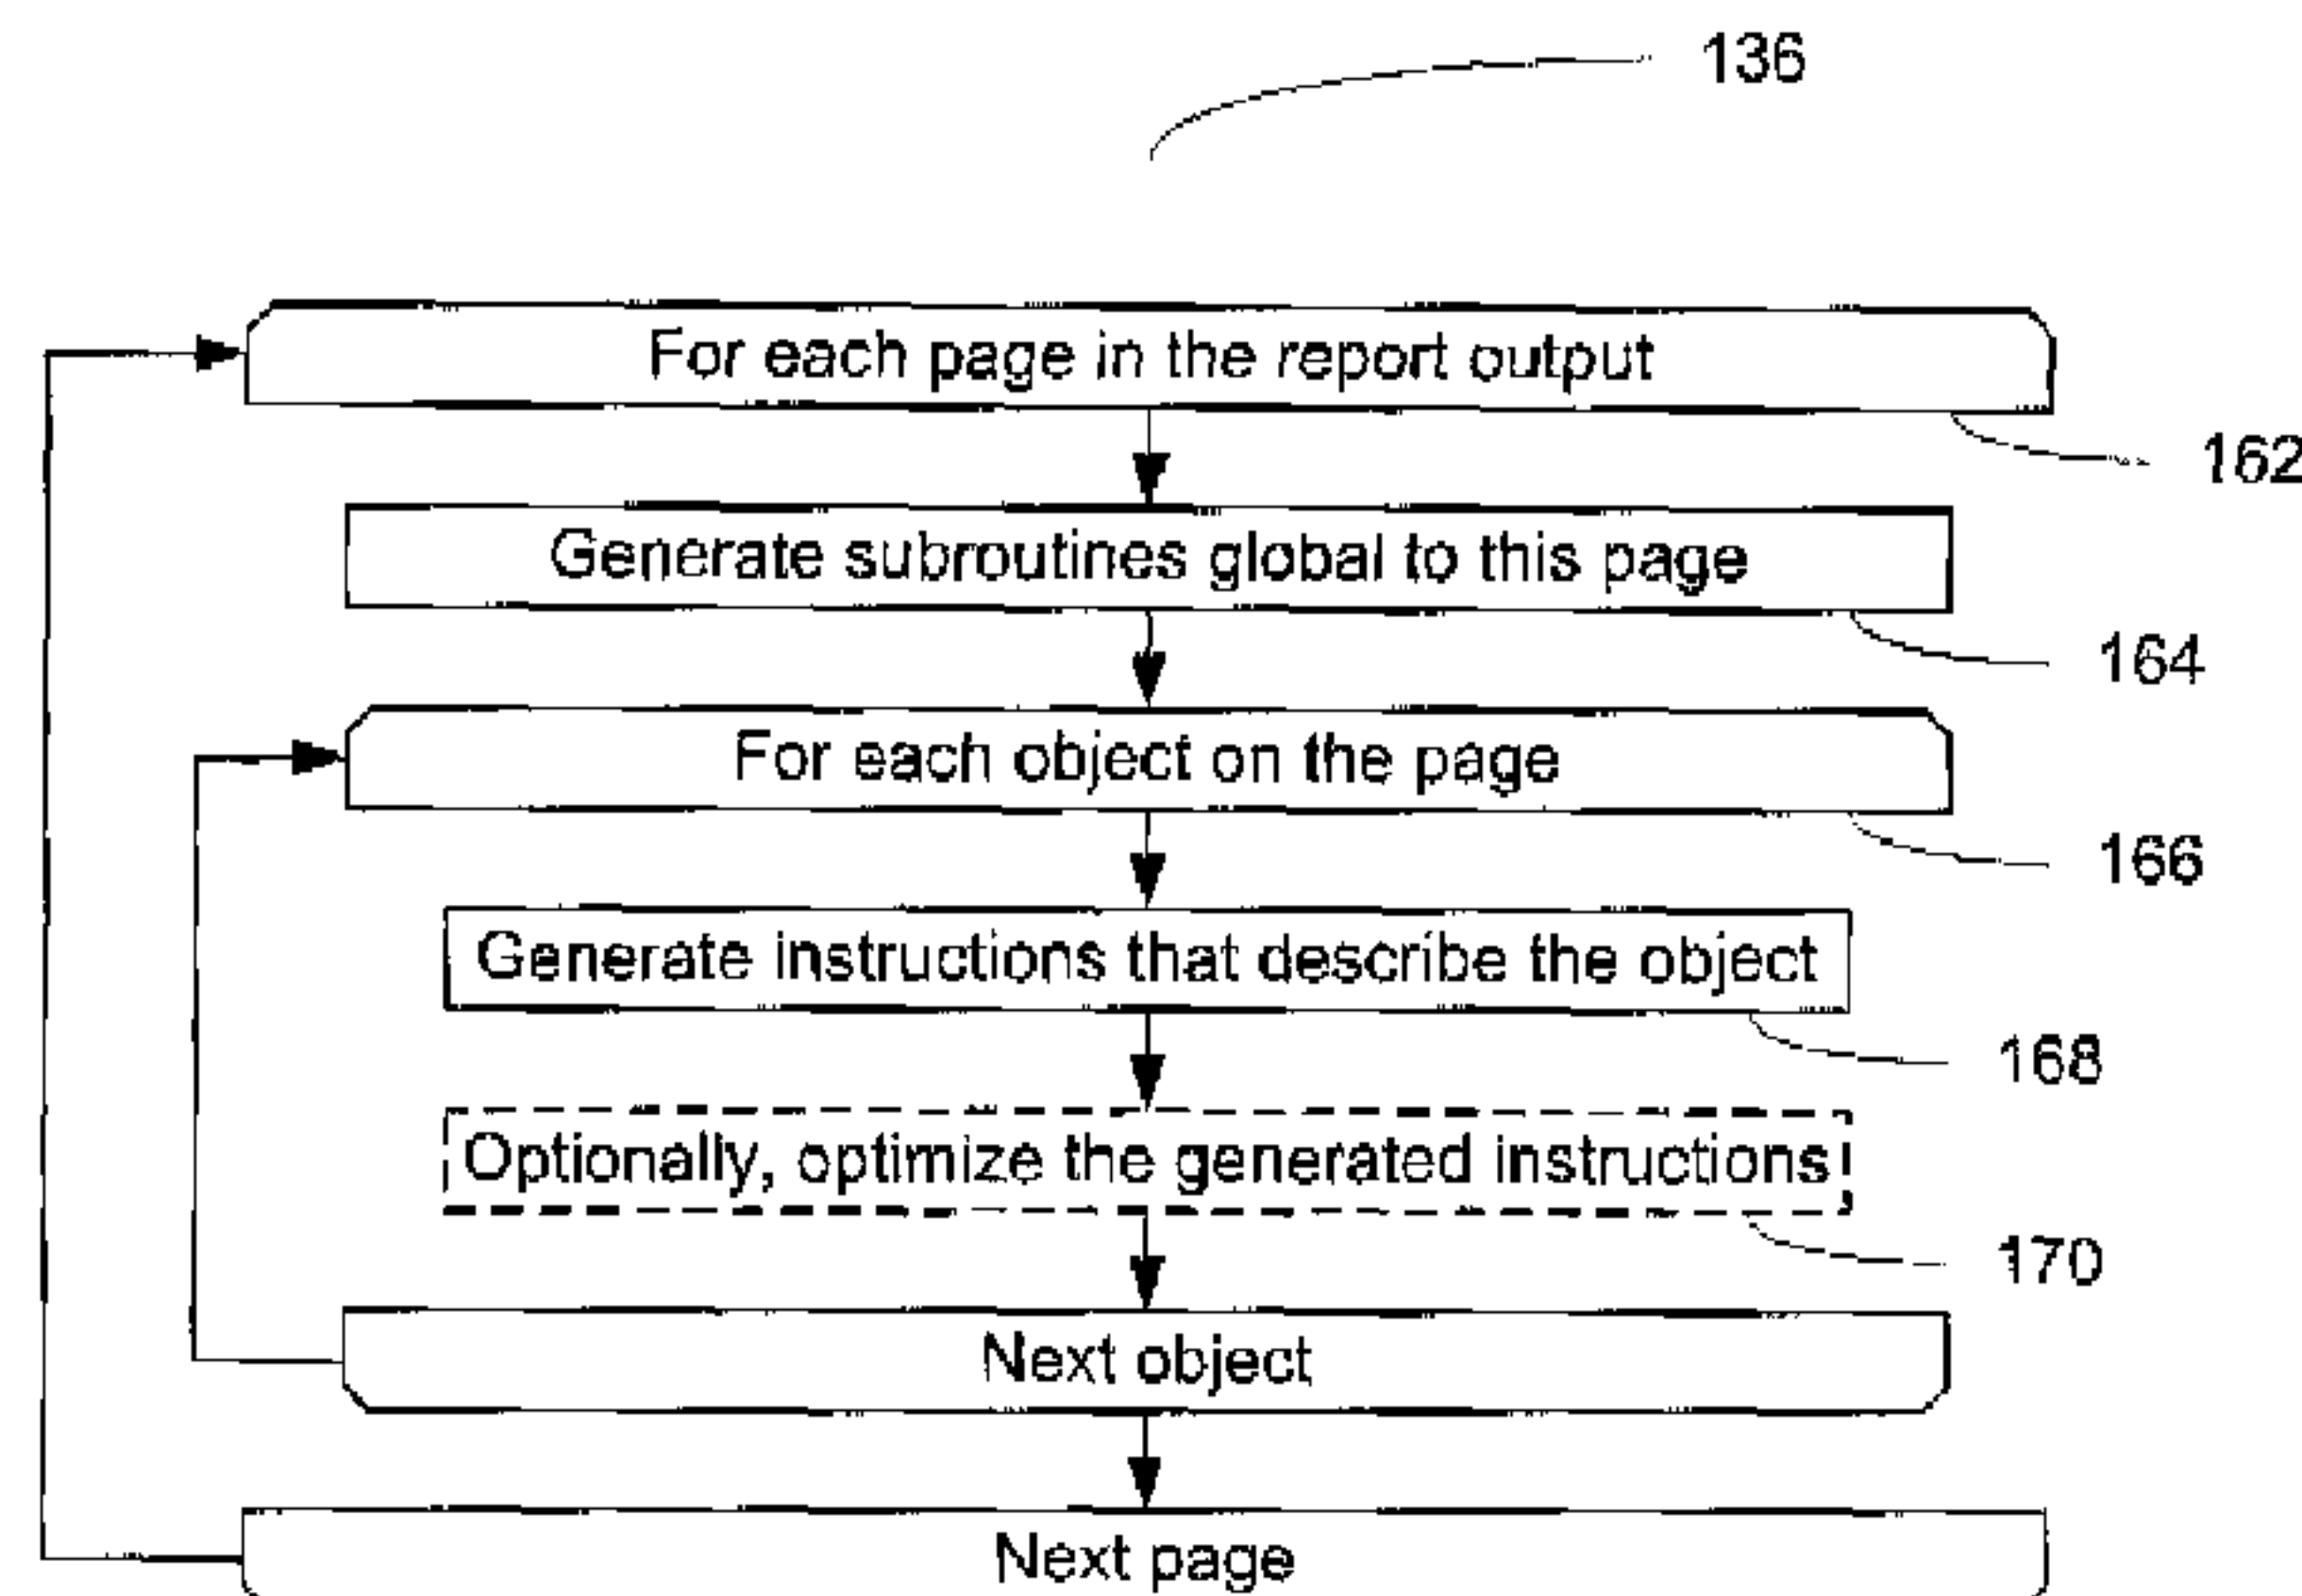 136
For each page in the report output
162
Generate subroutines global to this page
164
For each object on the page
166
Generate instructions that describe the object
168
Optionally, optimize the generated instructions
170
Next object
Next page